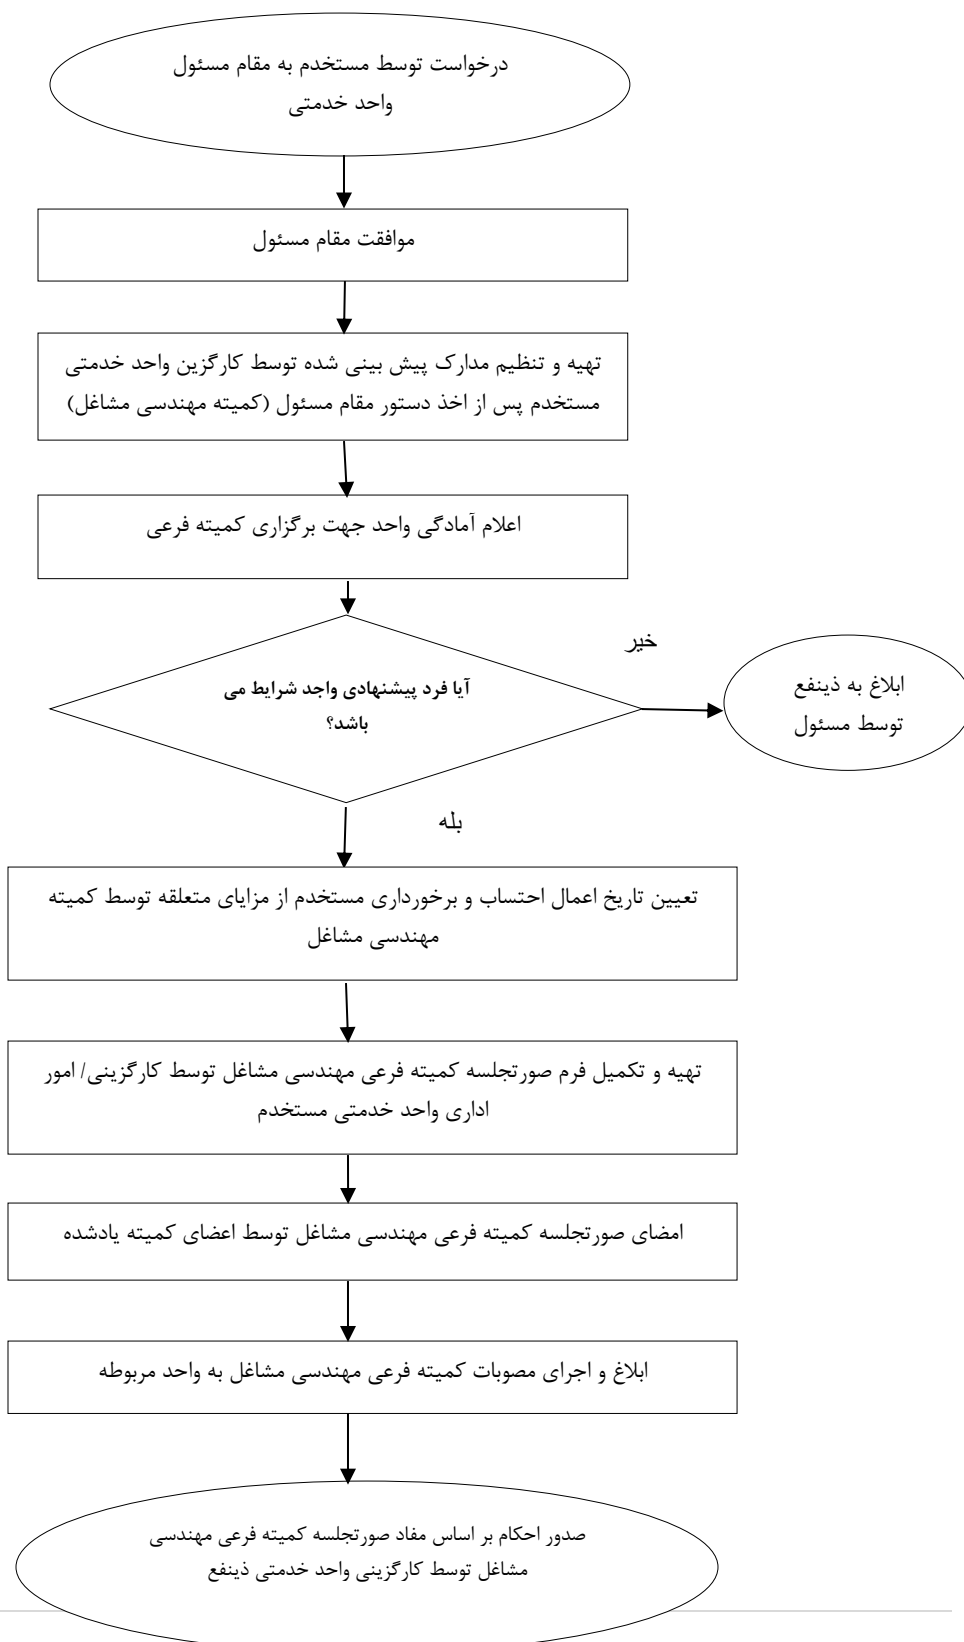 درخواست توسط مستخدم به مقام مسئول
واحد خدمتی
موافقت مقام مسئول
تهیه و تنظیم مدارک پیش بینی شده توسط کارگزین واحد خدمتی
مستخدم پس از اخذ دستور مقام مسئول (کمیته مهندسی مشاغل)
اعلام آمادگی واحد جهت برگزاری کمیته فرعی
آیا فرد پیشنهادی واجد شرایط می
باشد؟
خیر
ابلاغ به ذینفع
توسط مسئول
بله
تعیین تاریخ اعمال احتساب و برخورداری مستخدم از مزایای متعلقه توسط کمیته
مهندسی مشاغل
تهیه و تکمیل فرم صورتجلسه کمیته فرعی مهندسی مشاغل توسط کارگزینی/ امور
اداری واحد خدمتی مستخدم
امضای صورتجلسه کمیته فرعی مهندسی مشاغل توسط اعضای کمیته یادشده
ابلاغ و اجرای مصوبات کمیته فرعی مهندسی مشاغل به واحد مربوطه
صدور احکام بر اساس مفاد صورتجلسه کمیته فرعی مهندسی
مشاغل توسط کارگزینی واحد خدمتی ذینفع